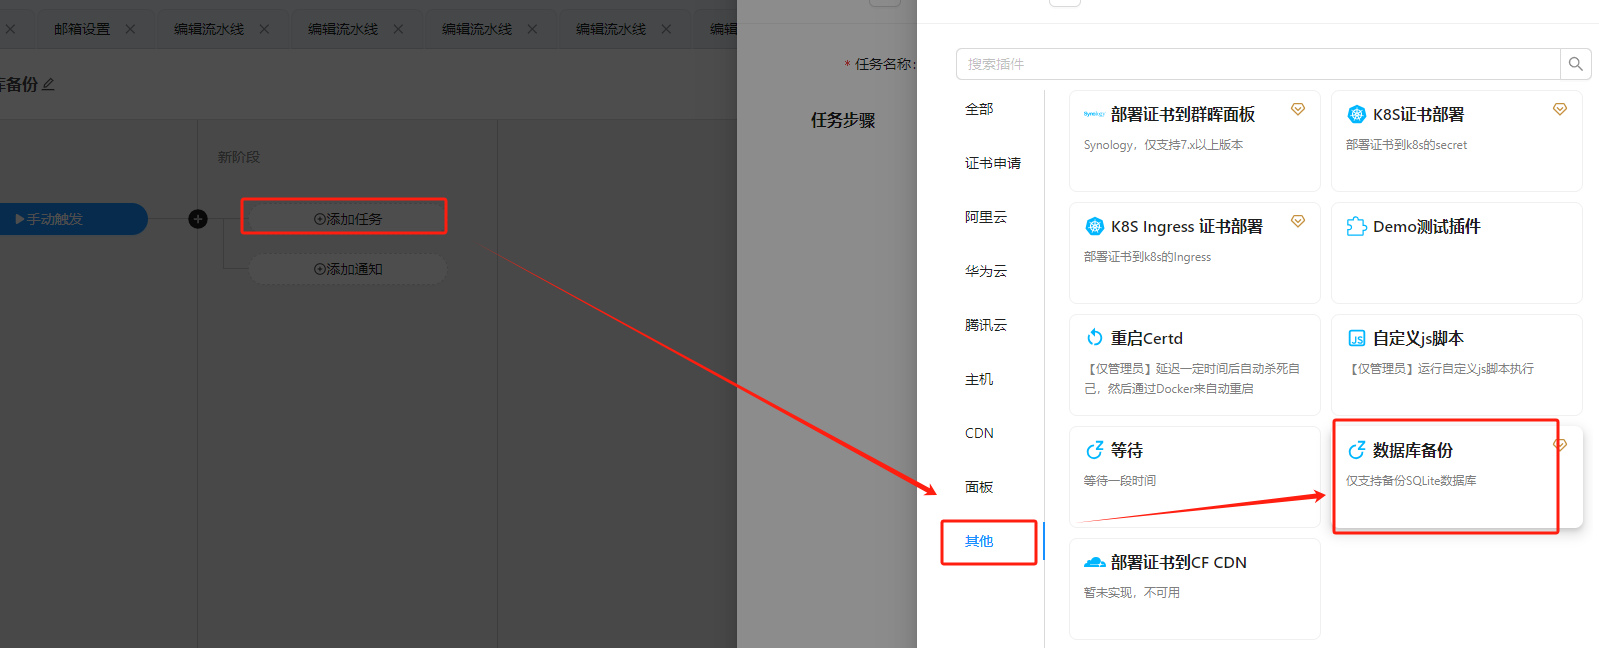 邮箱设置
编辑流水线
编辑流水线
编辑流水线
编辑流水线
编辑
库备份
新阶段
手动触发
添加任务
添加通知
* 任务名称:
任务步骤
搜索插件
全部
证书申请
阿里云
华为云
腾讯云
主机
CDN
面板
其他
Synology
部署证书到群晖面板
Synology，仅支持7.x以上版本
K8S证书部署
部署证书到k8s的secret
K8S Ingress 证书部署
部署证书到k8s的Ingress
Demo测试插件
重启Certd
【仅管理员】延迟一定时间后自动杀死自
己，然后通过Docker来自动重启
JS
自定义js脚本
【仅管理员】运行自定义js脚本执行
等待
等待一段时间
数据库备份
仅支持备份SQLite数据库
部署证书到CF CDN
暂未实现，不可用